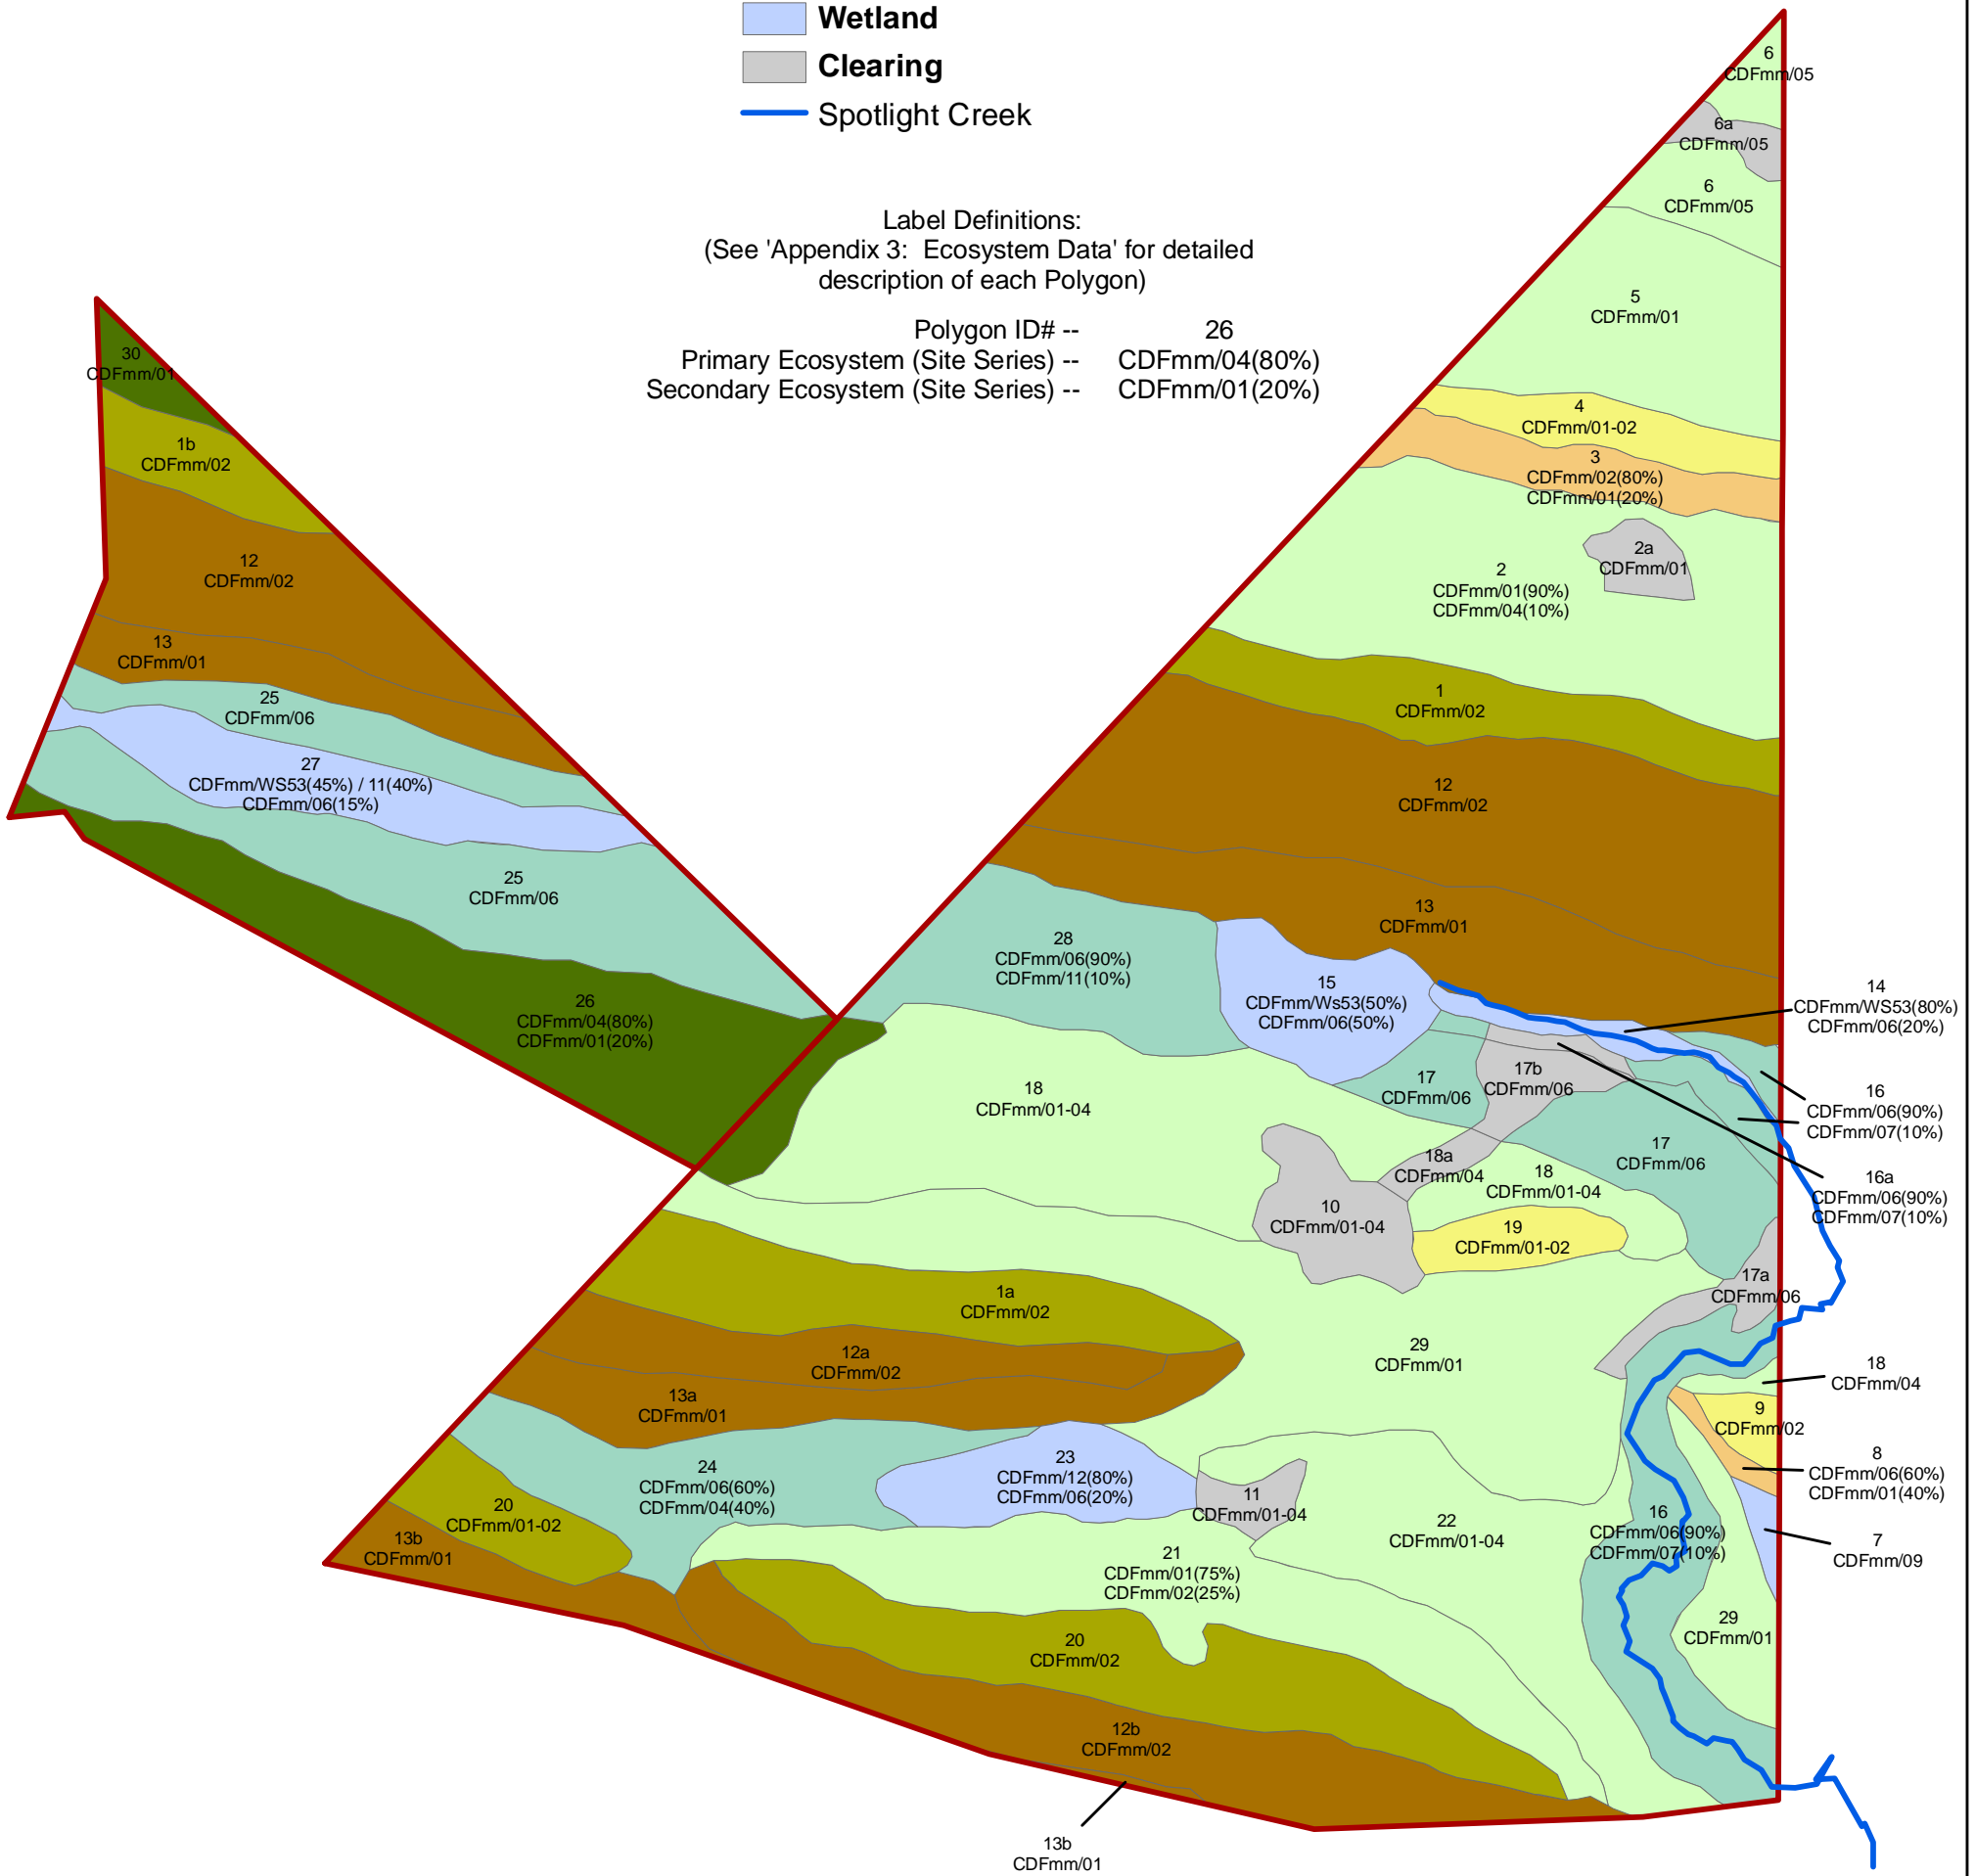 Wetland
Clearing
Spotlight Creek
Label Definitions:
(See 'Appendix 3: Ecosystem Data' for detailed
description of each Polygon)
Polygon ID# -- 26
Primary Ecosystem (Site Series) -- CDFmm/04(80%)
Secondary Ecosystem (Site Series) -- CDFmm/01(20%)
6
CDFmm/05
6a
CDFmm/05
6
CDFmm/05
5
CDFmm/01
4
CDFmm/01-02
3
CDFmm/02(80%)
CDFmm/01(20%)
2a
CDFmm/01
2
CDFmm/01(90%)
CDFmm/04(10%)
1
CDFmm/02
12
CDFmm/02
13
CDFmm/01
30
CDFmm/01
1b
CDFmm/02
12
CDFmm/02
13
CDFmm/01
25
CDFmm/06
27
CDFmm/WS53(45%) / 11(40%)
CDFmm/06(15%)
25
CDFmm/06
26
CDFmm/04(80%)
CDFmm/01(20%)
28
CDFmm/06(90%)
CDFmm/11(10%)
15
CDFmm/Ws53(50%)
CDFmm/06(50%)
14
CDFmm/WS53(80%)
CDFmm/06(20%)
17
CDFmm/06
17b
CDFmm/06
16
CDFmm/06(90%)
CDFmm/07(10%)
18
CDFmm/01-04
17
CDFmm/06
18a
CDFmm/04
18
CDFmm/01-04
16a
CDFmm/06(90%)
CDFmm/07(10%)
10
CDFmm/01-04
19
CDFmm/01-02
17a
CDFmm/06
1a
CDFmm/02
29
CDFmm/01
12a
CDFmm/02
18
CDFmm/04
13a
CDFmm/01
9
CDFmm/02
23
CDFmm/12(80%)
CDFmm/06(20%)
8
CDFmm/06(60%)
CDFmm/01(40%)
24
CDFmm/06(60%)
CDFmm/04(40%)
11
CDFmm/01-04
20
CDFmm/01-02
16
CDFmm/06(90%)
CDFmm/07(10%)
22
CDFmm/01-04
13b
CDFmm/01
7
CDFmm/09
21
CDFmm/01(75%)
CDFmm/02(25%)
29
CDFmm/01
20
CDFmm/02
12b
CDFmm/02
13b
CDFmm/01